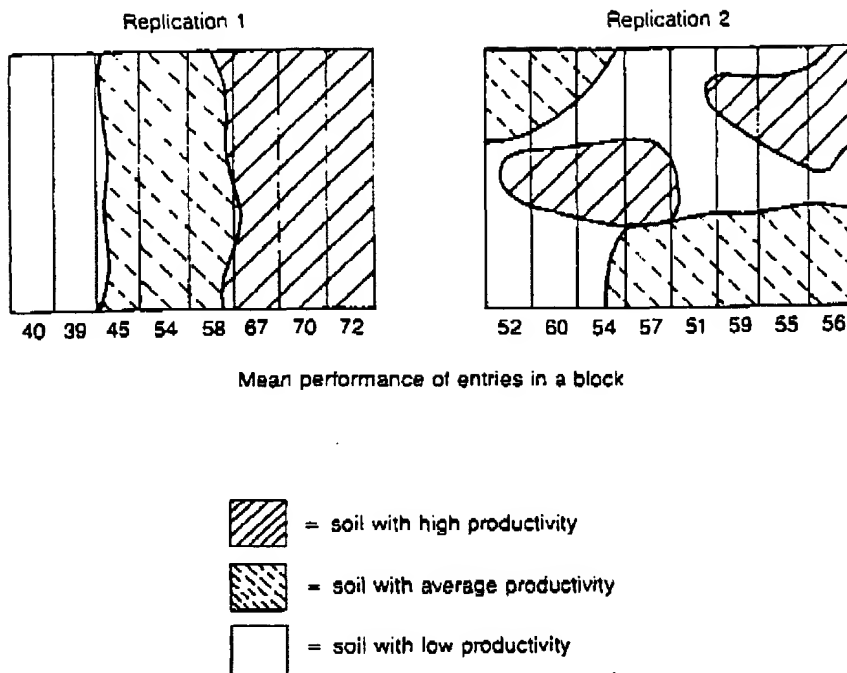 Replication 1
Replication 2
40 39 45 54 58 67 70 72
52 60 54 57 51 59 55 56
Mean performance of entries in a block
= soil with high productivity
= soil with average productivity
= soil with low productivity